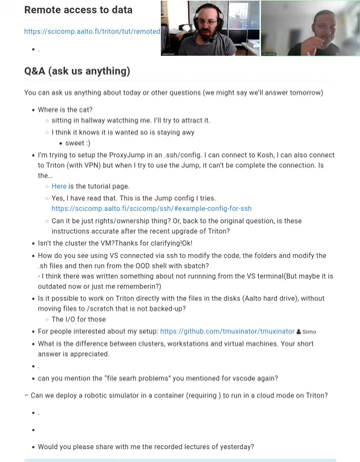 Remote access to data
https://scicomp.aalto.fi/triton/tut/remoted
.
Q&A (ask us anything)
You can ask us anything about today or other questions (we might say we'll answer tomorrow)
Where is the cat?
sitting in hallway watching me. I'll try to attract it.
I think it knows it is wanted so is staying awy
sweet :)
I'm trying to setup the ProxyJump in an .ssh/config. I can connect to Kosh, I can also
connect to Triton (with VPN) but when I try to use the Jump, it can't be complete the connection. Is
the...
Here is the tutorial page.
Yes, I have read that. This is the Jump config I tries.
https://scicomp.aalto.fi/scicomp/ssh/#example-config-for-ssh
Can it be just rights/ownership thing? Or, back to the original question, is these
instructions accurate after the recent upgrade of Triton?
Isn't the cluster the VM?Thanks for clarifying!Ok!
How do you see using VS connected via ssh to modify the code, the folders and modify the
.sh files and then run from the OOD shell with sbatch?
- I think there was written something about not runnning from the VS terminal(But maybe it is
outdated now or just me rememberin?)
Is it possible to work on Triton directly with the files in the disks (Aalto hard drive), without
moving files to /scratch that is not backed-up?
The I/O for those
For people interested about my setup: https://github.com/tmuxinator/tmuxinator Simo
What is the difference between clusters, workstations and virtual machines. Your short
answer is appreciated.
.
can you mention the "file searh problems" you mentioned for vscode again?
– Can we deploy a robotic simulator in a container (requiring ) to run in a cloud mode on Triton?
.
Would you please share with me the recorded lectures of yesterday?